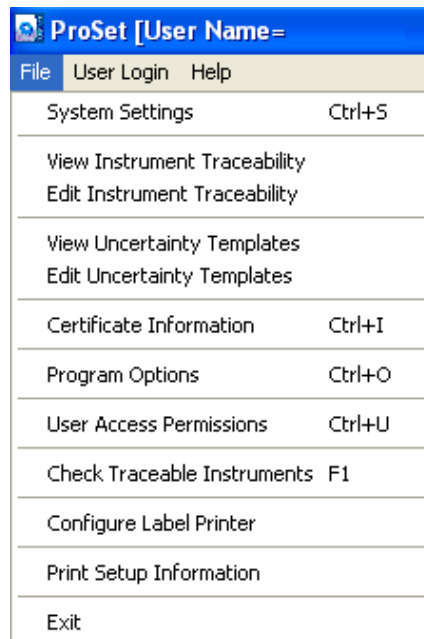 ProSet [User Name=
File User Login Help
System Settings Ctrl+S
View Instrument Traceability
Edit Instrument Traceability
View Uncertainty Templates
Edit Uncertainty Templates
Certificate Information Ctrl+I
Program Options Ctrl+O
User Access Permissions Ctrl+U
Check Traceable Instruments F1
Configure Label Printer
Print Setup Information
Exit